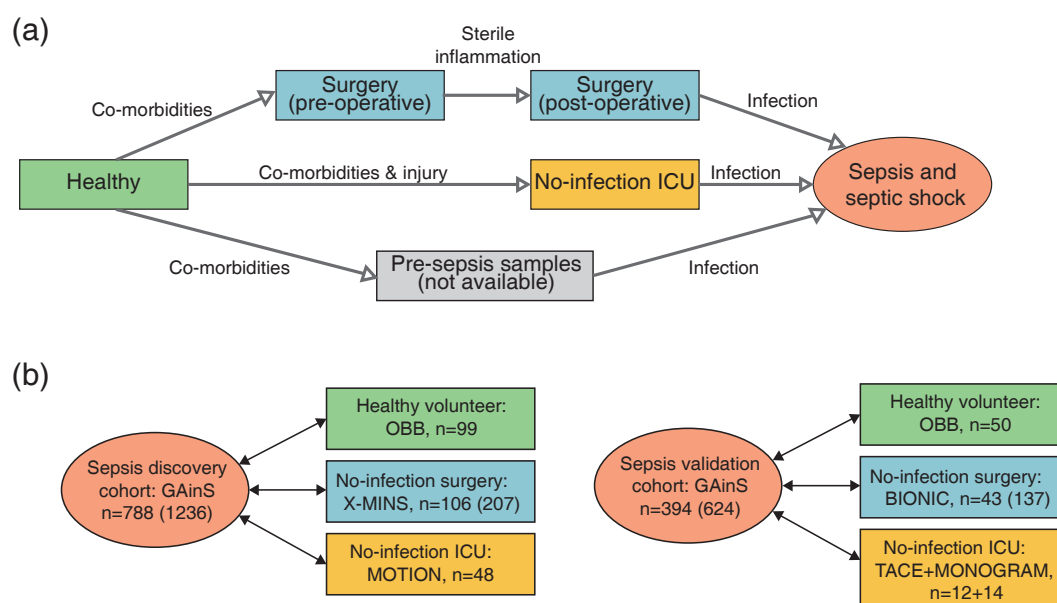 (a)
Sterile
inflammation
Surgery
(pre-operative)
Surgery
(post-operative)
Co-morbidities
Infection
Healthy
Co-morbidities & injury
No-infection ICU
Infection
Sepsis and
septic shock
Co-morbidities
Pre-sepsis samples
(not available)
Infection
(b)
Sepsis discovery
cohort: GAinS
n=788 (1236)
Healthy volunteer:
OBB, n=99
No-infection surgery:
X-MINS, n=106 (207)
No-infection ICU:
MOTION, n=48
Sepsis validation
cohort: GAinS
n=394 (624)
Healthy volunteer:
OBB, n=50
No-infection surgery:
BIONIC, n=43 (137)
No-infection ICU:
TACE+MONOGRAM,
n=12+14